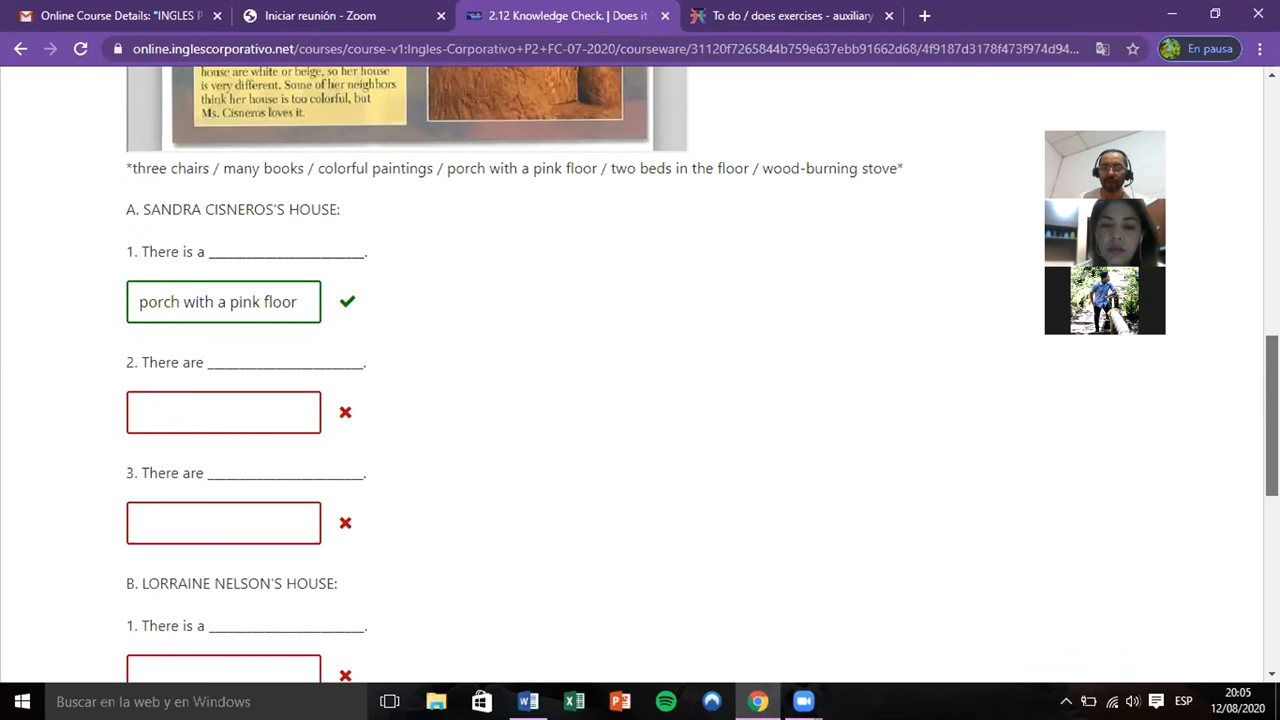 Online Course Details: "INGLES P
Iniciar reunión - Zoom
2.12 Knowledge Check. | Does it
To do / does exercises - auxiliary
online.inglescorporativo.net/courses/course-v1:Ingles-Corporativo+P2+FC-07-2020/courseware/31120f7265844b759e637ebb91662d68/4f9187d3178f473f974d94...
En pausa
house are white or beige, so her house
is very different. Some of her neighbors
think her house is too colorful, but
Ms. Cisneros loves it.
*three chairs / many books / colorful paintings / porch with a pink floor / two beds in the floor / wood-burning stove*
A. SANDRA CISNEROS'S HOUSE:
1. There is a ________________________.
porch with a pink floor
2. There are ________________________.
3. There are ________________________.
B. LORRAINE NELSON'S HOUSE:
1. There is a ________________________.
Buscar en la web y en Windows
ESP
20:05
12/08/2020